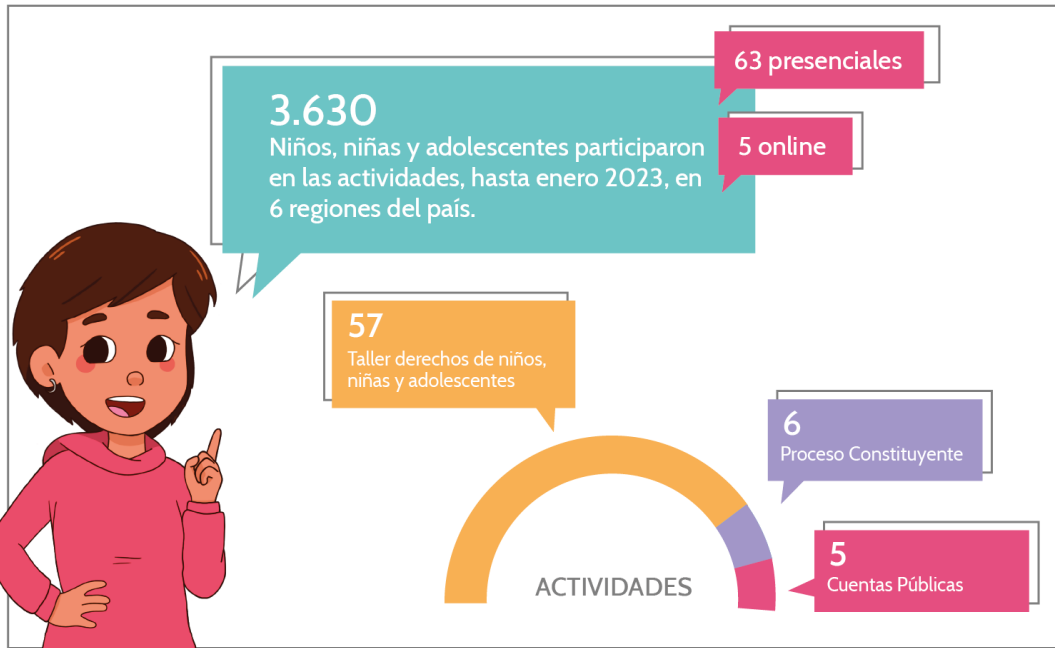 3.630
Niños, niñas y adolescentes participaron
en las actividades, hasta enero 2023, en
6 regiones del país.
63 presenciales
5 online
57
Taller derechos de niños,
niñas y adolescentes
6
Proceso Constituyente
5
Cuentas Públicas
ACTIVIDADES